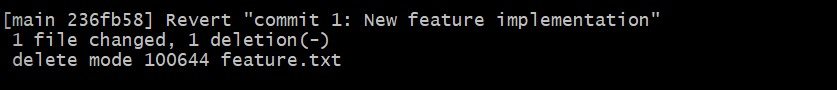 [main 236fb58] Revert "commit 1: New feature implementation"
 1 file changed, 1 deletion(-)
 delete mode 100644 feature.txt